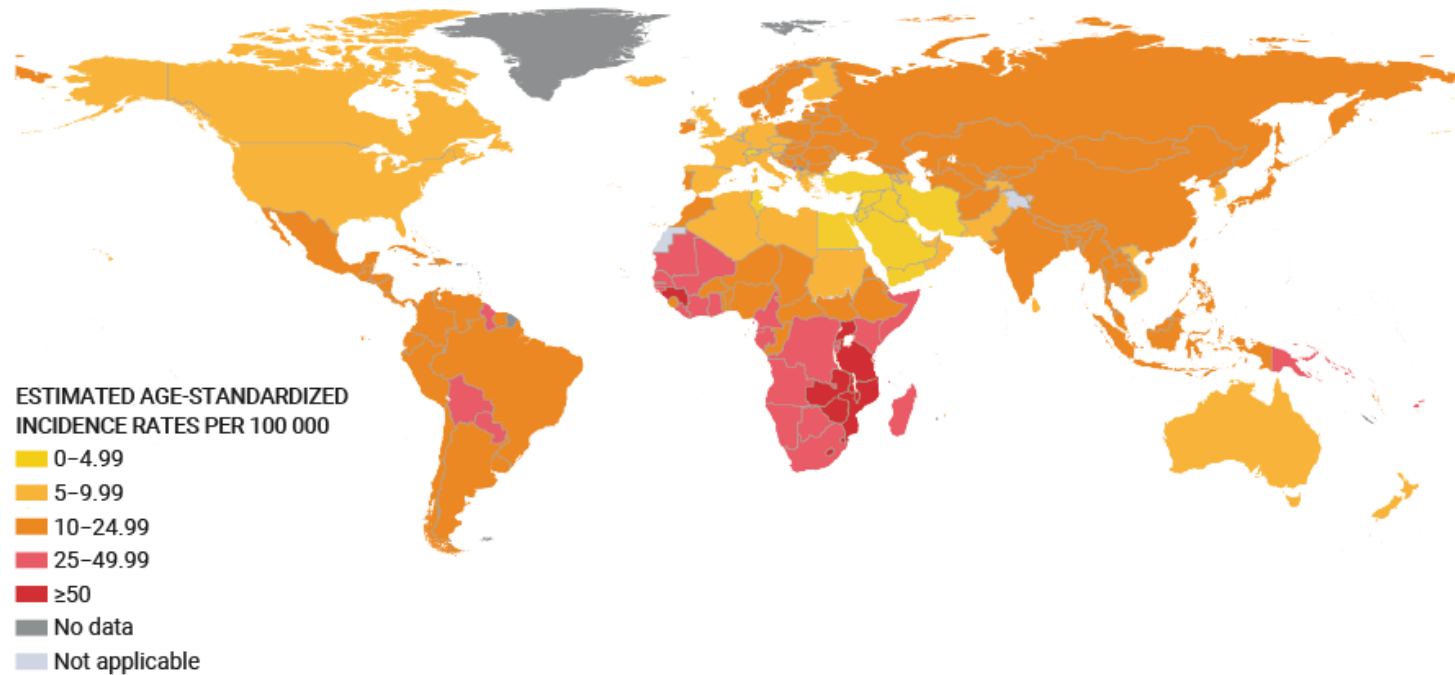 ESTIMATED AGE-STANDARDIZED
INCIDENCE RATES PER 100 000
0–4.99
5–9.99
10–24.99
25–49.99
≥50
No data
Not applicable